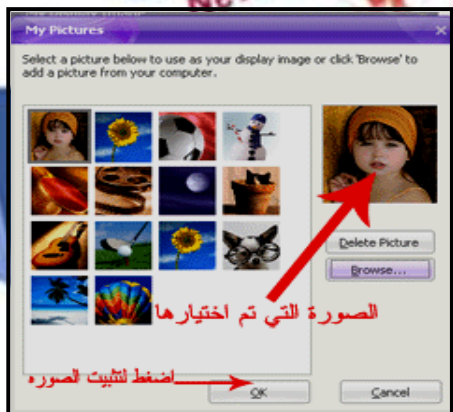 My Pictures
Select a picture below to use as your display image or click 'Browse' to
add a picture from your computer.
Delete Picture
Browse...
الصورة التي تم اختيارها
اضغط لتثبيت الصوره
OK
Cancel